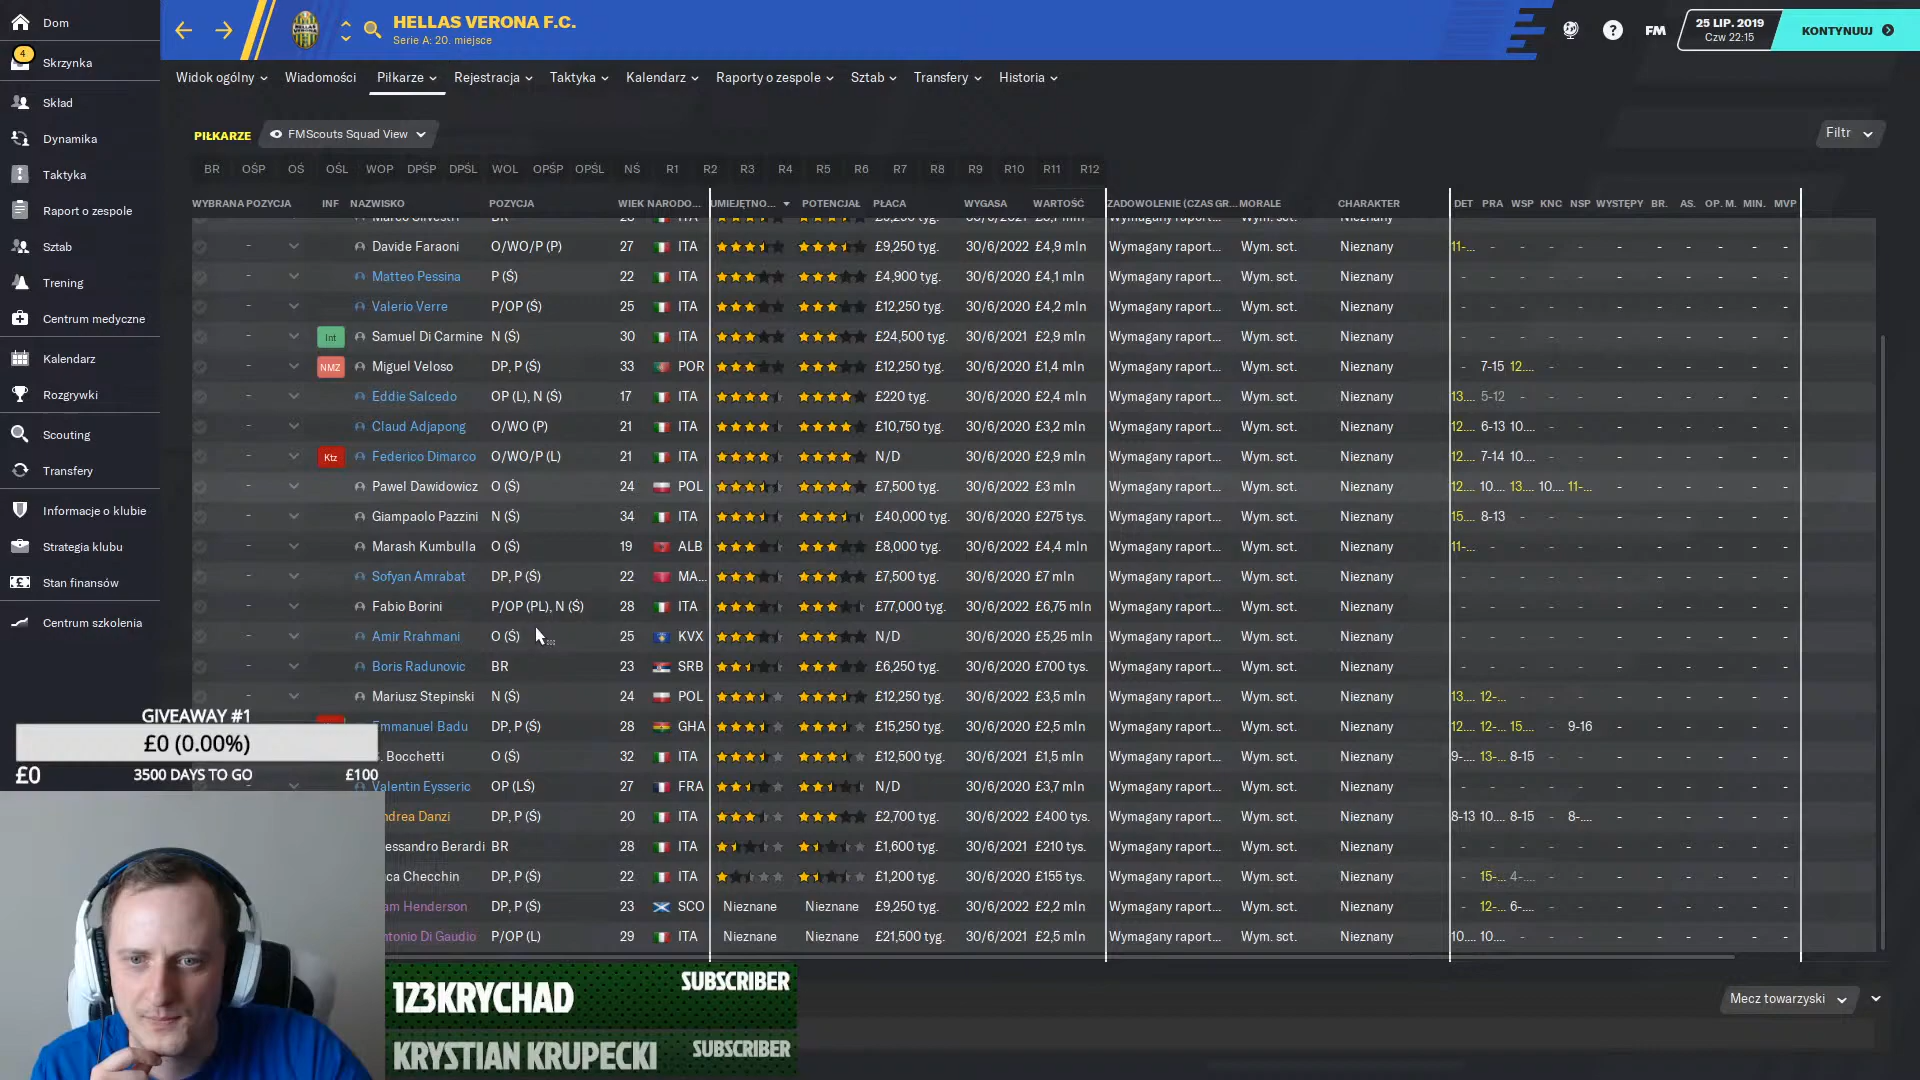 Dom
4
Skrzynka
Skład
Dynamika
Taktyka
Raport o zespole
Sztab
Trening
Centrum medyczne
Kalendarz
Rozgrywki
Scouting
Transfery
Informacje o klubie
Strategia klubu
Stan finansów
Centrum szkolenia
HELLAS VERONA F.C.
Serie A: 20. miejsce
FM
25 LIP. 2019
Czw 22:15
KONTYNUUJ
Widok ogólny Wiadomości Piłkarze Rejestracja Taktyka Kalendarz Raporty o zespole Sztab Transfery Historia
PIŁKARZE FMScouts Squad View Filtr
BR OŚP OŚ OŚL WOP DPŚP DPŚL WOL OPŚP OPŚL NŚ R1 R2 R3 R4 R5 R6 R7 R8 R9 R10 R11 R12
WYBRANA POZYCJA INF NAZWISKO POZYCJA WIEK NARODO... UMIEJĘTNO... POTENCJAŁ PŁACA WYGASA WARTOŚĆ ZADOWOLENIE (CZAS GR... MORALE CHARAKTER DET PRA WSP KNC NSP WYSTĘPY BR. AS. OP. M. MIN. MVP
- Davide Faraoni O/WO/P (P) 27 ITA £9,250 tyg. 30/6/2022 £4,9 mln Wymagany raport... Wym. sct. Nieznany 11-... - - - - - - - - - -
- Matteo Pessina P (Ś) 22 ITA £4,900 tyg. 30/6/2020 £4,1 mln Wymagany raport... Wym. sct. Nieznany - - - - - - - - - - -
- Valerio Verre P/OP (Ś) 25 ITA £12,250 tyg. 30/6/2020 £4,2 mln Wymagany raport... Wym. sct. Nieznany - - - - - - - - - - -
- Int Samuel Di Carmine N (Ś) 30 ITA £24,500 tyg. 30/6/2021 £2,9 mln Wymagany raport... Wym. sct. Nieznany - - - - - - - - - - -
- NMZ Miguel Veloso DP, P (Ś) 33 POR £12,250 tyg. 30/6/2020 £1,4 mln Wymagany raport... Wym. sct. Nieznany - 7-15 12.... - - - - - - - -
- Eddie Salcedo OP (L), N (Ś) 17 ITA £220 tyg. 30/6/2020 £2,4 mln Wymagany raport... Wym. sct. Nieznany 13.... 5-12 - - - - - - - - -
- Claud Adjapong O/WO (P) 21 ITA £10,750 tyg. 30/6/2020 £3,2 mln Wymagany raport... Wym. sct. Nieznany 12.... 6-13 10.... - - - - - - - -
- Ktz Federico Dimarco O/WO/P (L) 21 ITA N/D 30/6/2020 £2,9 mln Wymagany raport... Wym. sct. Nieznany 12.... 7-14 10.... - - - - - - - -
- Pawel Dawidowicz O (Ś) 24 POL £7,500 tyg. 30/6/2022 £3 mln Wymagany raport... Wym. sct. Nieznany 12.... 10.... 13.... 10.... 11-... - - - - - -
- Giampaolo Pazzini N (Ś) 34 ITA £40,000 tyg. 30/6/2020 £275 tys. Wymagany raport... Wym. sct. Nieznany 15.... 8-13 - - - - - - - - -
- Marash Kumbulla O (Ś) 19 ALB £8,000 tyg. 30/6/2022 £4,4 mln Wymagany raport... Wym. sct. Nieznany 11-... - - - - - - - - - -
- Sofyan Amrabat DP, P (Ś) 22 MA... £7,500 tyg. 30/6/2020 £7 mln Wymagany raport... Wym. sct. Nieznany - - - - - - - - - - -
- Fabio Borini P/OP (PL), N (Ś) 28 ITA £77,000 tyg. 30/6/2022 £6,75 mln Wymagany raport... Wym. sct. Nieznany - - - - - - - - - - -
- Amir Rrahmani O (Ś) 25 KVX N/D 30/6/2020 £5,25 mln Wymagany raport... Wym. sct. Nieznany - - - - - - - - - - -
- Boris Radunovic BR 23 SRB £6,250 tyg. 30/6/2020 £700 tys. Wymagany raport... Wym. sct. Nieznany - - - - - - - - - - -
- Mariusz Stepinski N (Ś) 24 POL £12,250 tyg. 30/6/2022 £3,5 mln Wymagany raport... Wym. sct. Nieznany 13.... 12-... - - - - - - - - -
Emmanuel Badu DP, P (Ś) 28 GHA £15,250 tyg. 30/6/2020 £2,5 mln Wymagany raport... Wym. sct. Nieznany 12.... 12-... 15.... - 9-16 - - - - - -
Bocchetti O (Ś) 32 ITA £12,500 tyg. 30/6/2021 £1,5 mln Wymagany raport... Wym. sct. Nieznany 9-... 13-... 8-15 - - - - - - - -
Valentin Eysseric OP (LŚ) 27 FRA N/D 30/6/2020 £3,7 mln Wymagany raport... Wym. sct. Nieznany - - - - - - - - - - -
ndrea Danzi DP, P (Ś) 20 ITA £2,700 tyg. 30/6/2022 £400 tys. Wymagany raport... Wym. sct. Nieznany 8-13 10.... 8-15 - 8-... - - - - - -
essandro Berardi BR 28 ITA £1,600 tyg. 30/6/2021 £210 tys. Wymagany raport... Wym. sct. Nieznany - - - - - - - - - - -
ca Checchin DP, P (Ś) 22 ITA £1,200 tyg. 30/6/2020 £155 tys. Wymagany raport... Wym. sct. Nieznany - 15-... 4-... - - - - - - - -
am Henderson DP, P (Ś) 23 SCO Nieznane Nieznane £9,250 tyg. 30/6/2022 £2,2 mln Wymagany raport... Wym. sct. Nieznany - 12-... 6-... - - - - - - - -
ntonio Di Gaudio P/OP (L) 29 ITA Nieznane Nieznane £21,500 tyg. 30/6/2021 £2,5 mln Wymagany raport... Wym. sct. Nieznany 10.... 10.... - - - - - - - - -
GIVEAWAY #1
£0 (0.00%)
£0 3500 DAYS TO GO £100
123KRYCHAD SUBSCRIBER
KRYSTIAN KRUPECKI SUBSCRIBER
Mecz towarzyski